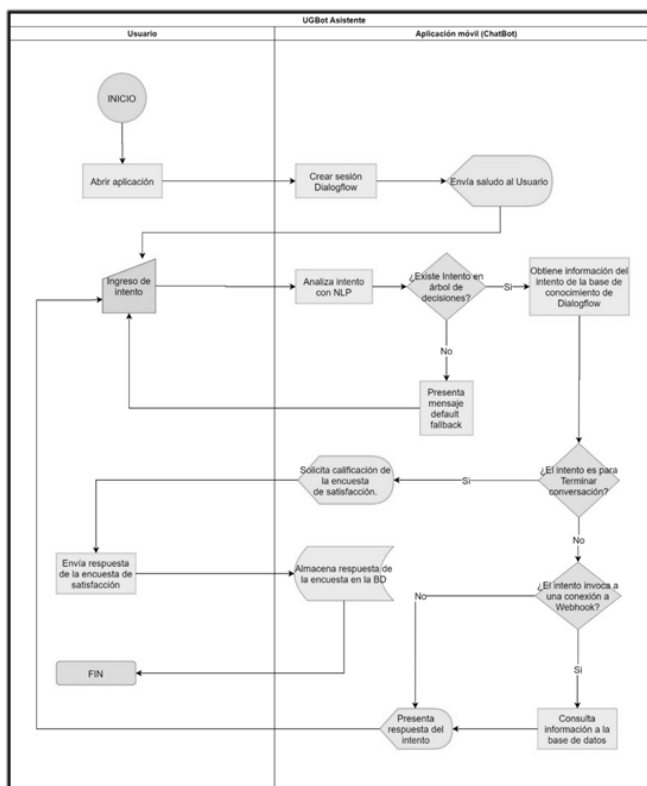 UGBot Asistente
Usuario
Aplicación móvil (ChatBot)
INICIO
Abrir aplicación
Crear sesión
Dialogflow
Envía saludo al Usuario
Ingreso de
intento
Analiza intento
con NLP
¿Existe Intento en
árbol de
decisiones?
Si
Obtiene información del
intento de la base de
conocimiento de
Dialogflow
No
Presenta
mensaje
default
fallback
¿El intento es para
Terminar
conversación?
Si
Solicita calificación de
la encuesta
de satisfacción.
No
Envía respuesta
de la encuesta de
satisfacción
Almacena respuesta de
la encuesta en la BD
¿El intento invoca a
una conexión a
Webhook?
No
Si
FIN
Presenta
respuesta del
intento
Consulta
información a la
base de datos